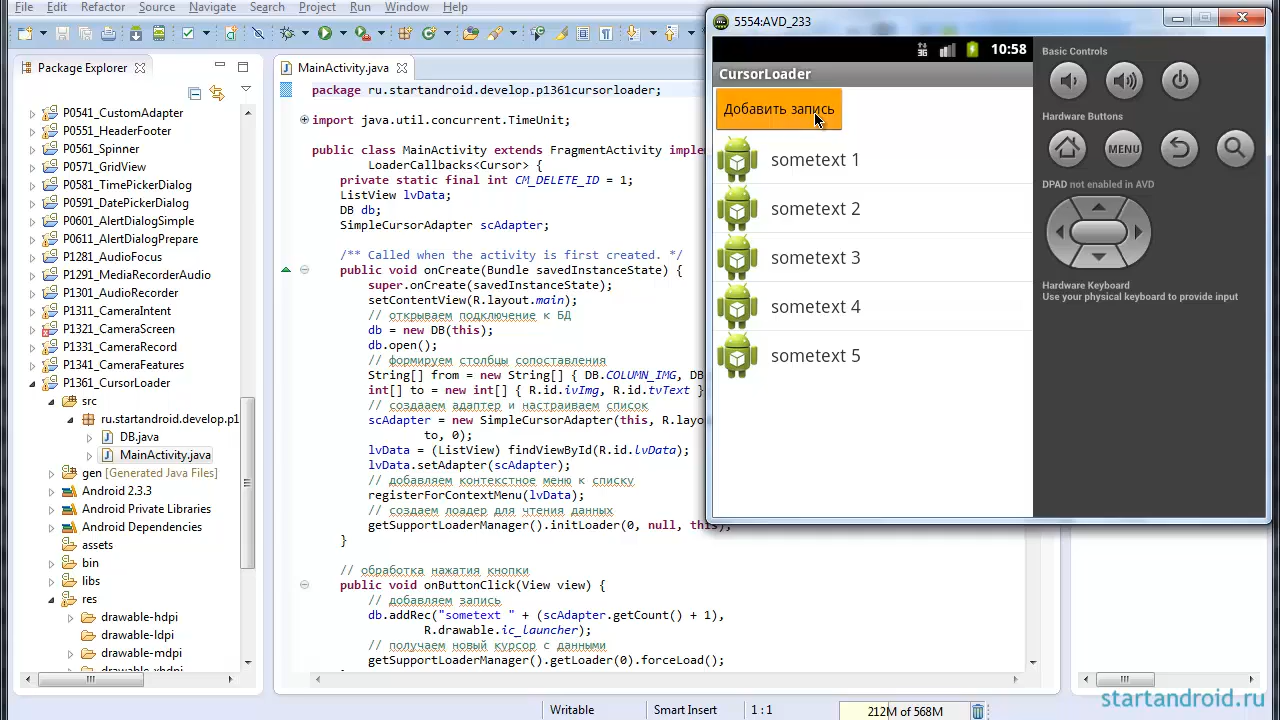 File Edit Refactor Source Navigate Search Project Run Window Help
5554:AVD_233
Package Explorer
MainActivity.java
P0541_CustomAdapter
P0551_HeaderFooter
P0561_Spinner
P0571_GridView
P0581_TimePickerDialog
P0591_DatePickerDialog
P0601_AlertDialogSimple
P0611_AlertDialogPrepare
P1281_AudioFocus
P1291_MediaRecorderAudio
P1301_AudioRecorder
P1311_CameraIntent
P1321_CameraScreen
P1331_CameraRecord
P1341_CameraFeatures
P1361_CursorLoader
src
ru.startandroid.develop.p1
DB.java
MainActivity.java
gen [Generated Java Files]
Android 2.3.3
Android Private Libraries
Android Dependencies
assets
bin
libs
res
drawable-hdpi
drawable-ldpi
drawable-mdpi
package ru.startandroid.develop.p1361cursorloader;
import java.util.concurrent.TimeUnit;
public class MainActivity extends FragmentActivity implem
LoaderCallbacks<Cursor> {
private static final int CM_DELETE_ID = 1;
ListView lvData;
DB db;
SimpleCursorAdapter scAdapter;
/** Called when the activity is first created. */
public void onCreate(Bundle savedInstanceState) {
super.onCreate(savedInstanceState);
setContentView(R.layout.main);
// открываем подключение к БД
db = new DB(this);
db.open();
// формируем столбцы сопоставления
String[] from = new String[] { DB.COLUMN_IMG, DB
int[] to = new int[] { R.id.ivImg, R.id.tvText }
// создаем адаптер и настраиваем список
scAdapter = new SimpleCursorAdapter(this, R.layo
to, 0);
lvData = (ListView) findViewById(R.id.lvData);
lvData.setAdapter(scAdapter);
// добавляем контекстное меню к списку
registerForContextMenu(lvData);
// создаем лоадер для чтения данных
getSupportLoaderManager().initLoader(0, null, this);
}
// обработка нажатия кнопки
public void onButtonClick(View view) {
// добавляем запись
db.addRec("sometext " + (scAdapter.getCount() + 1),
R.drawable.ic_launcher);
// получаем новый курсор с данными
getSupportLoaderManager().getLoader(0).forceLoad();
3G 10:58
CursorLoader
Добавить запись
sometext 1
sometext 2
sometext 3
sometext 4
sometext 5
Basic Controls
Hardware Buttons
MENU
DPAD not enabled in AVD
Hardware Keyboard
Use your physical keyboard to provide input
Writable Smart Insert 1 : 1 212M of 568M
startandroid.ru